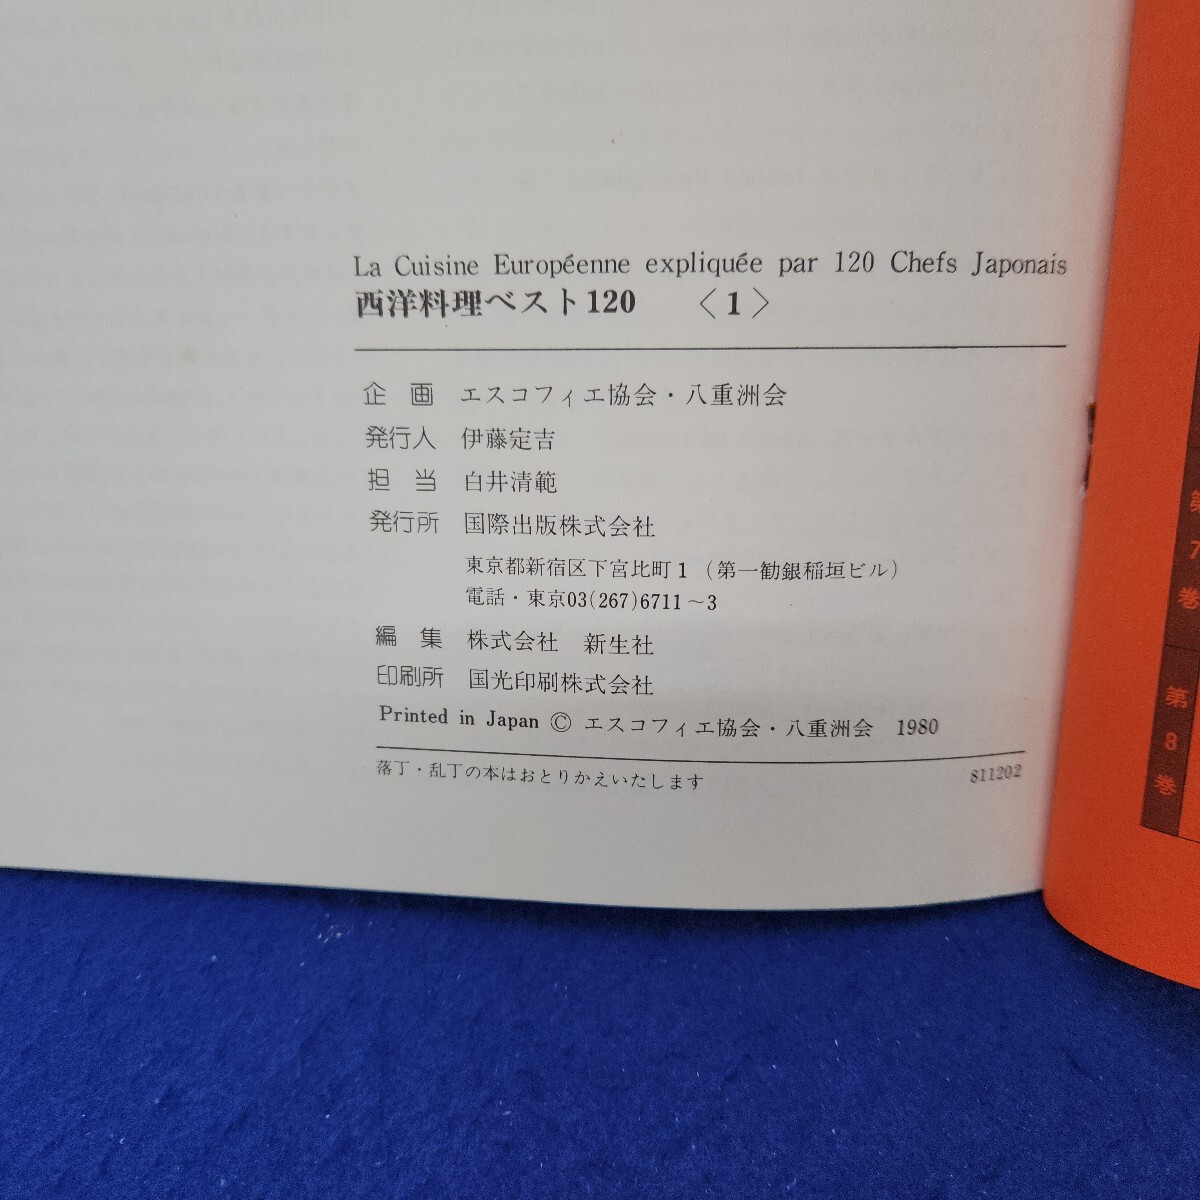 La Cuisine Européenne expliquée par 120 Chefs Japonais
西洋料理ベスト120 〈1〉
企 画 エスコフィエ協会・八重洲会
発行人 伊藤定吉
担 当 白井清範
発行所 国際出版株式会社
東京都新宿区下宮比町1 (第一勧銀稲垣ビル)
電話・東京03(267)6711～3
編 集 株式会社 新生社
印刷所 国光印刷株式会社
Printed in Japan © エスコフィエ協会・八重洲会 1980
落丁・乱丁の本はおとりかえいたします 811202
第7巻
第8巻